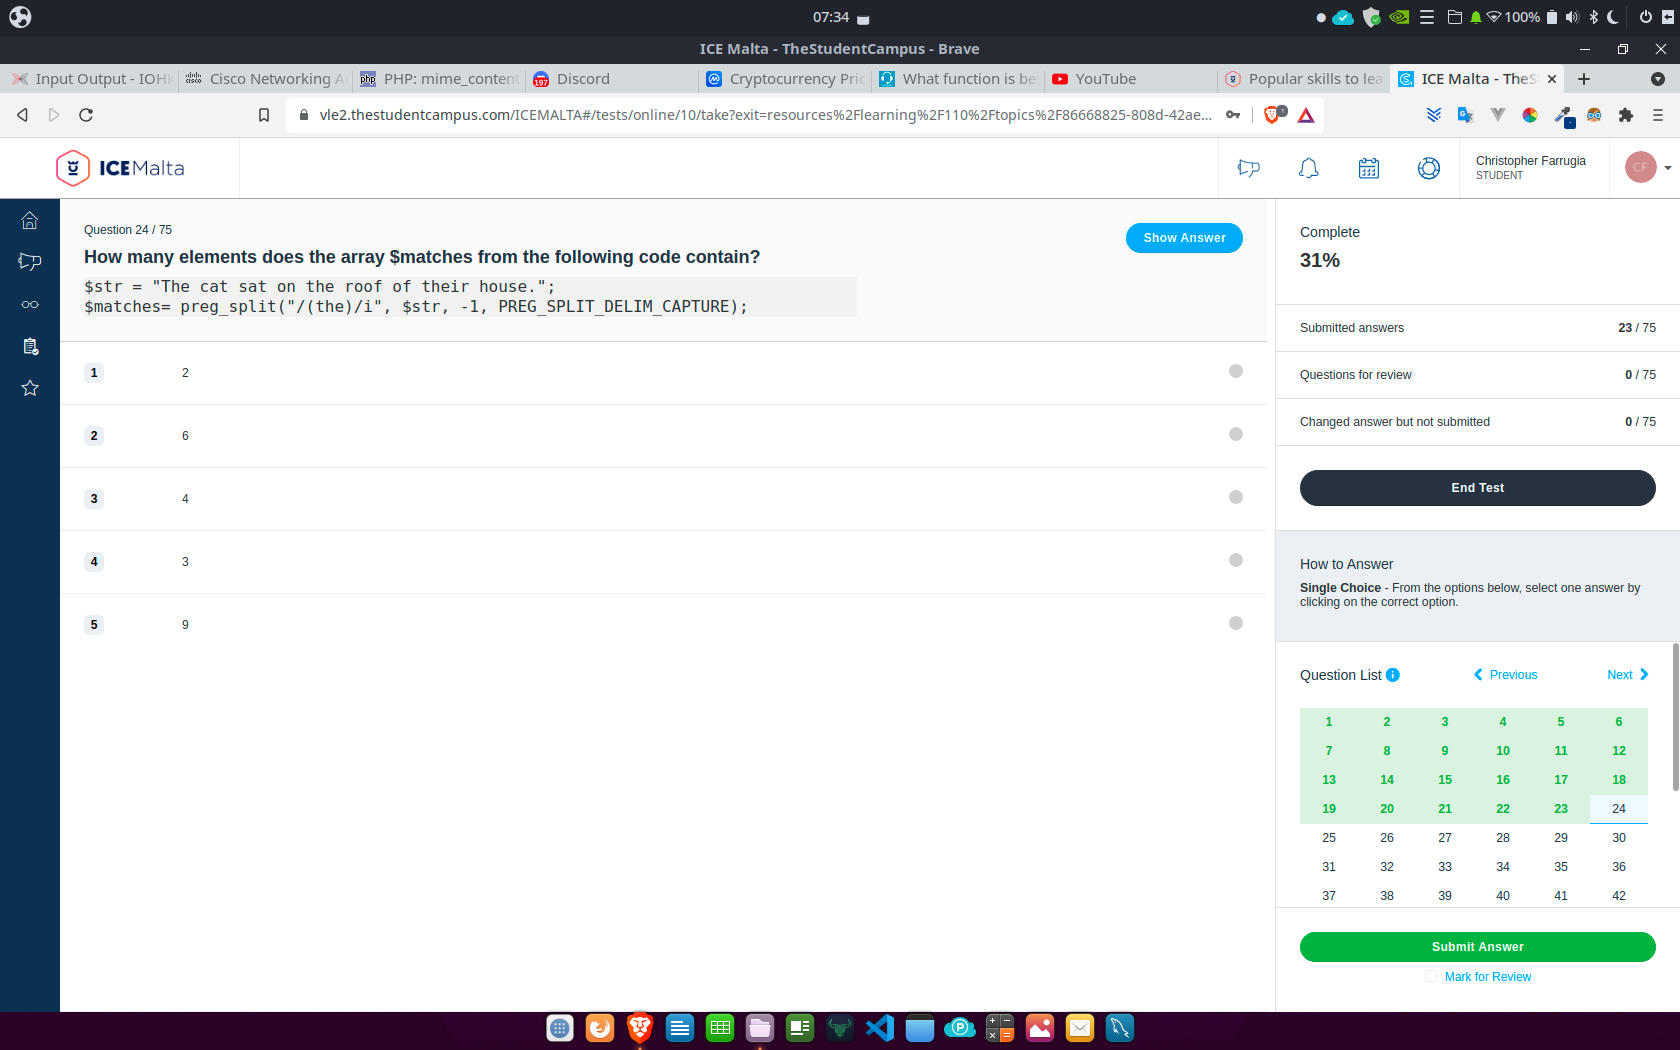 07:34
100%
ICE Malta - TheStudentCampus - Brave
Input Output - IOHK
Cisco Networking A
PHP: mime_content
Discord
Cryptocurrency Pric
What function is be
YouTube
Popular skills to lea
ICE Malta - TheS
vle2.thestudentcampus.com/ICEMALTA#/tests/online/10/take?exit=resources%2Flearning%2F110%2Ftopics%2F86668825-808d-42ae...
ICE Malta
Christopher Farrugia
STUDENT
CF
Question 24 / 75
Show Answer
How many elements does the array $matches from the following code contain?
$str = "The cat sat on the roof of their house.";
$matches= preg_split("/(the)/i", $str, -1, PREG_SPLIT_DELIM_CAPTURE);
1 2
2 6
3 4
4 3
5 9
Complete
31%
Submitted answers 23 / 75
Questions for review 0 / 75
Changed answer but not submitted 0 / 75
End Test
How to Answer
Single Choice - From the options below, select one answer by
clicking on the correct option.
Question List Previous Next
1 2 3 4 5 6
7 8 9 10 11 12
13 14 15 16 17 18
19 20 21 22 23 24
25 26 27 28 29 30
31 32 33 34 35 36
37 38 39 40 41 42
Submit Answer
Mark for Review